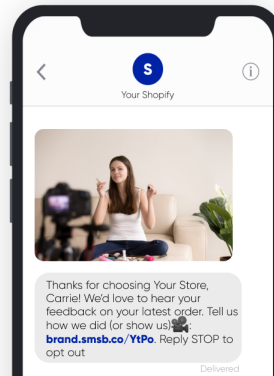 S
Your Shopify
Thanks for choosing Your Store,
Carrie! We'd love to hear your
feedback on your latest order. Tell us
how we did (or show us)🎥:
brand.smsb.co/YtPo. Reply STOP to
opt out
Delivered